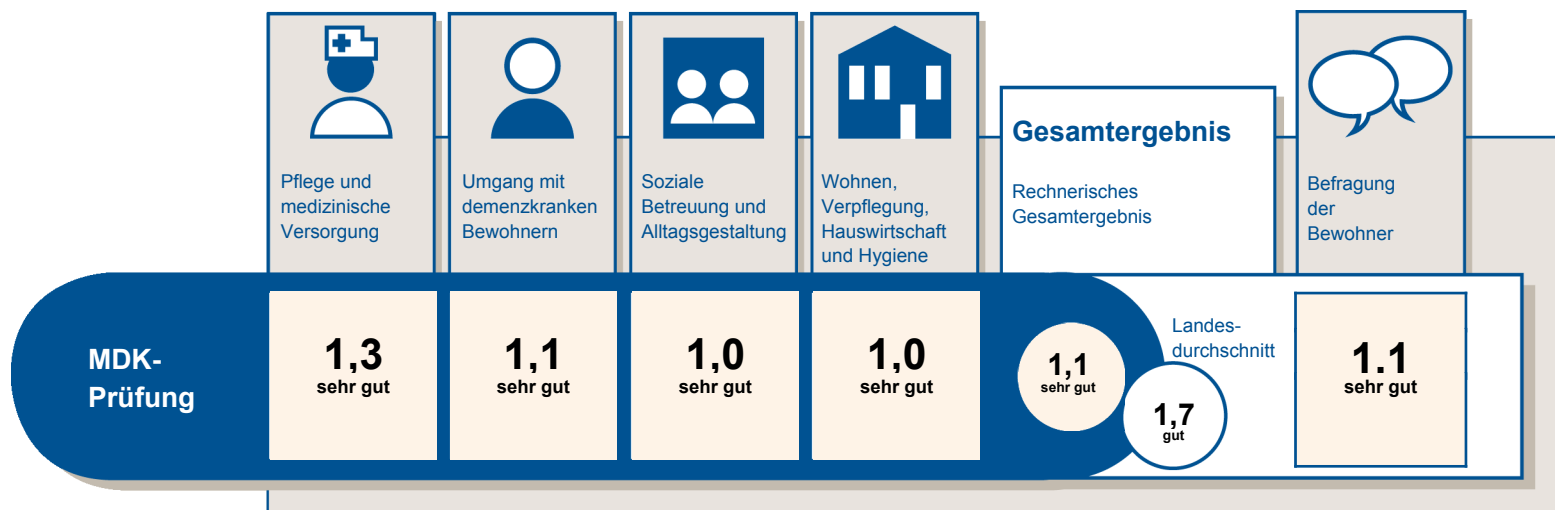 Pflege und
medizinische
Versorgung
Umgang mit
demenzkranken
Bewohnern
Soziale
Betreuung und
Alltagsgestaltung
Wohnen,
Verpflegung,
Hauswirtschaft
und Hygiene
Gesamtergebnis
Rechnerisches
Gesamtergebnis
Befragung
der
Bewohner
MDK-
Prüfung
1,3
sehr gut
1,1
sehr gut
1,0
sehr gut
1,0
sehr gut
1,1
sehr gut
Landes-
durchschnitt
1,7
gut
1.1
sehr gut